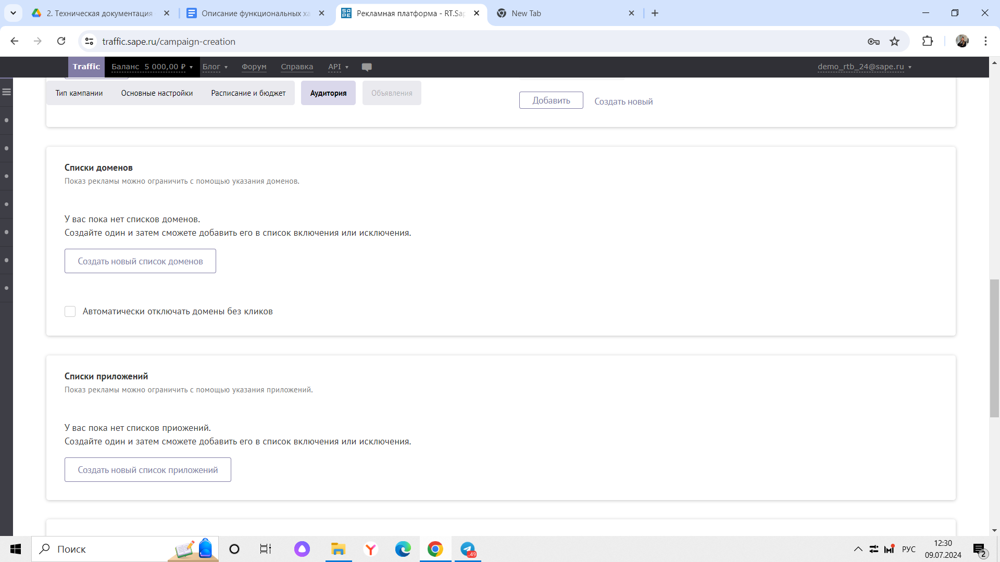 2. Техническая документация
Описание функциональных ха
Рекламная платформа - RT.Sap
New Tab
traffic.sape.ru/campaign-creation
Traffic
Баланс 5 000,00 ₽
Блог
Форум
Справка
API
demo_rtb_24@sape.ru
Тип кампании
Основные настройки
Расписание и бюджет
Аудитория
Объявления
Добавить
Создать новый
Списки доменов
Показ рекламы можно ограничить с помощью указания доменов.
У вас пока нет списков доменов.
Создайте один и затем сможете добавить его в список включения или исключения.
Создать новый список доменов
Автоматически отключать домены без кликов
Списки приложений
Показ рекламы можно ограничить с помощью указания приложений.
У вас пока нет списков приожений.
Создайте один и затем сможете добавить его в список включения или исключения.
Создать новый список приложений
Поиск
..49
РУС
12:30
09.07.2024
2